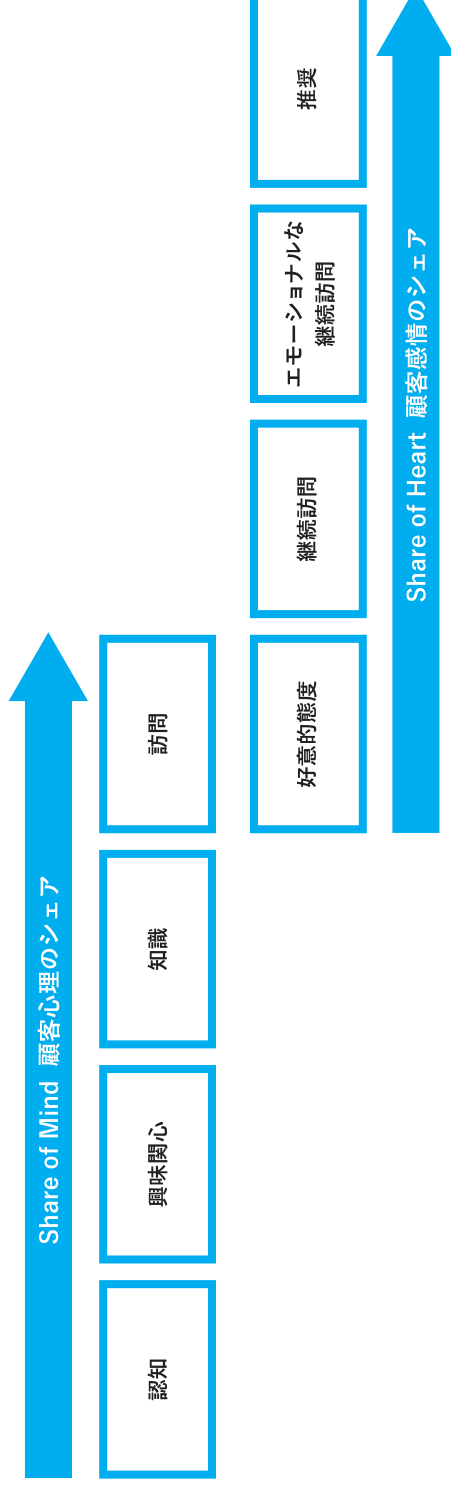 Share of Mind 顧客心理のシェア
認知
興味関心
知識
訪問
好意的態度
継続訪問
エモーショナルな
継続訪問
推奨
Share of Heart 顧客感情のシェア